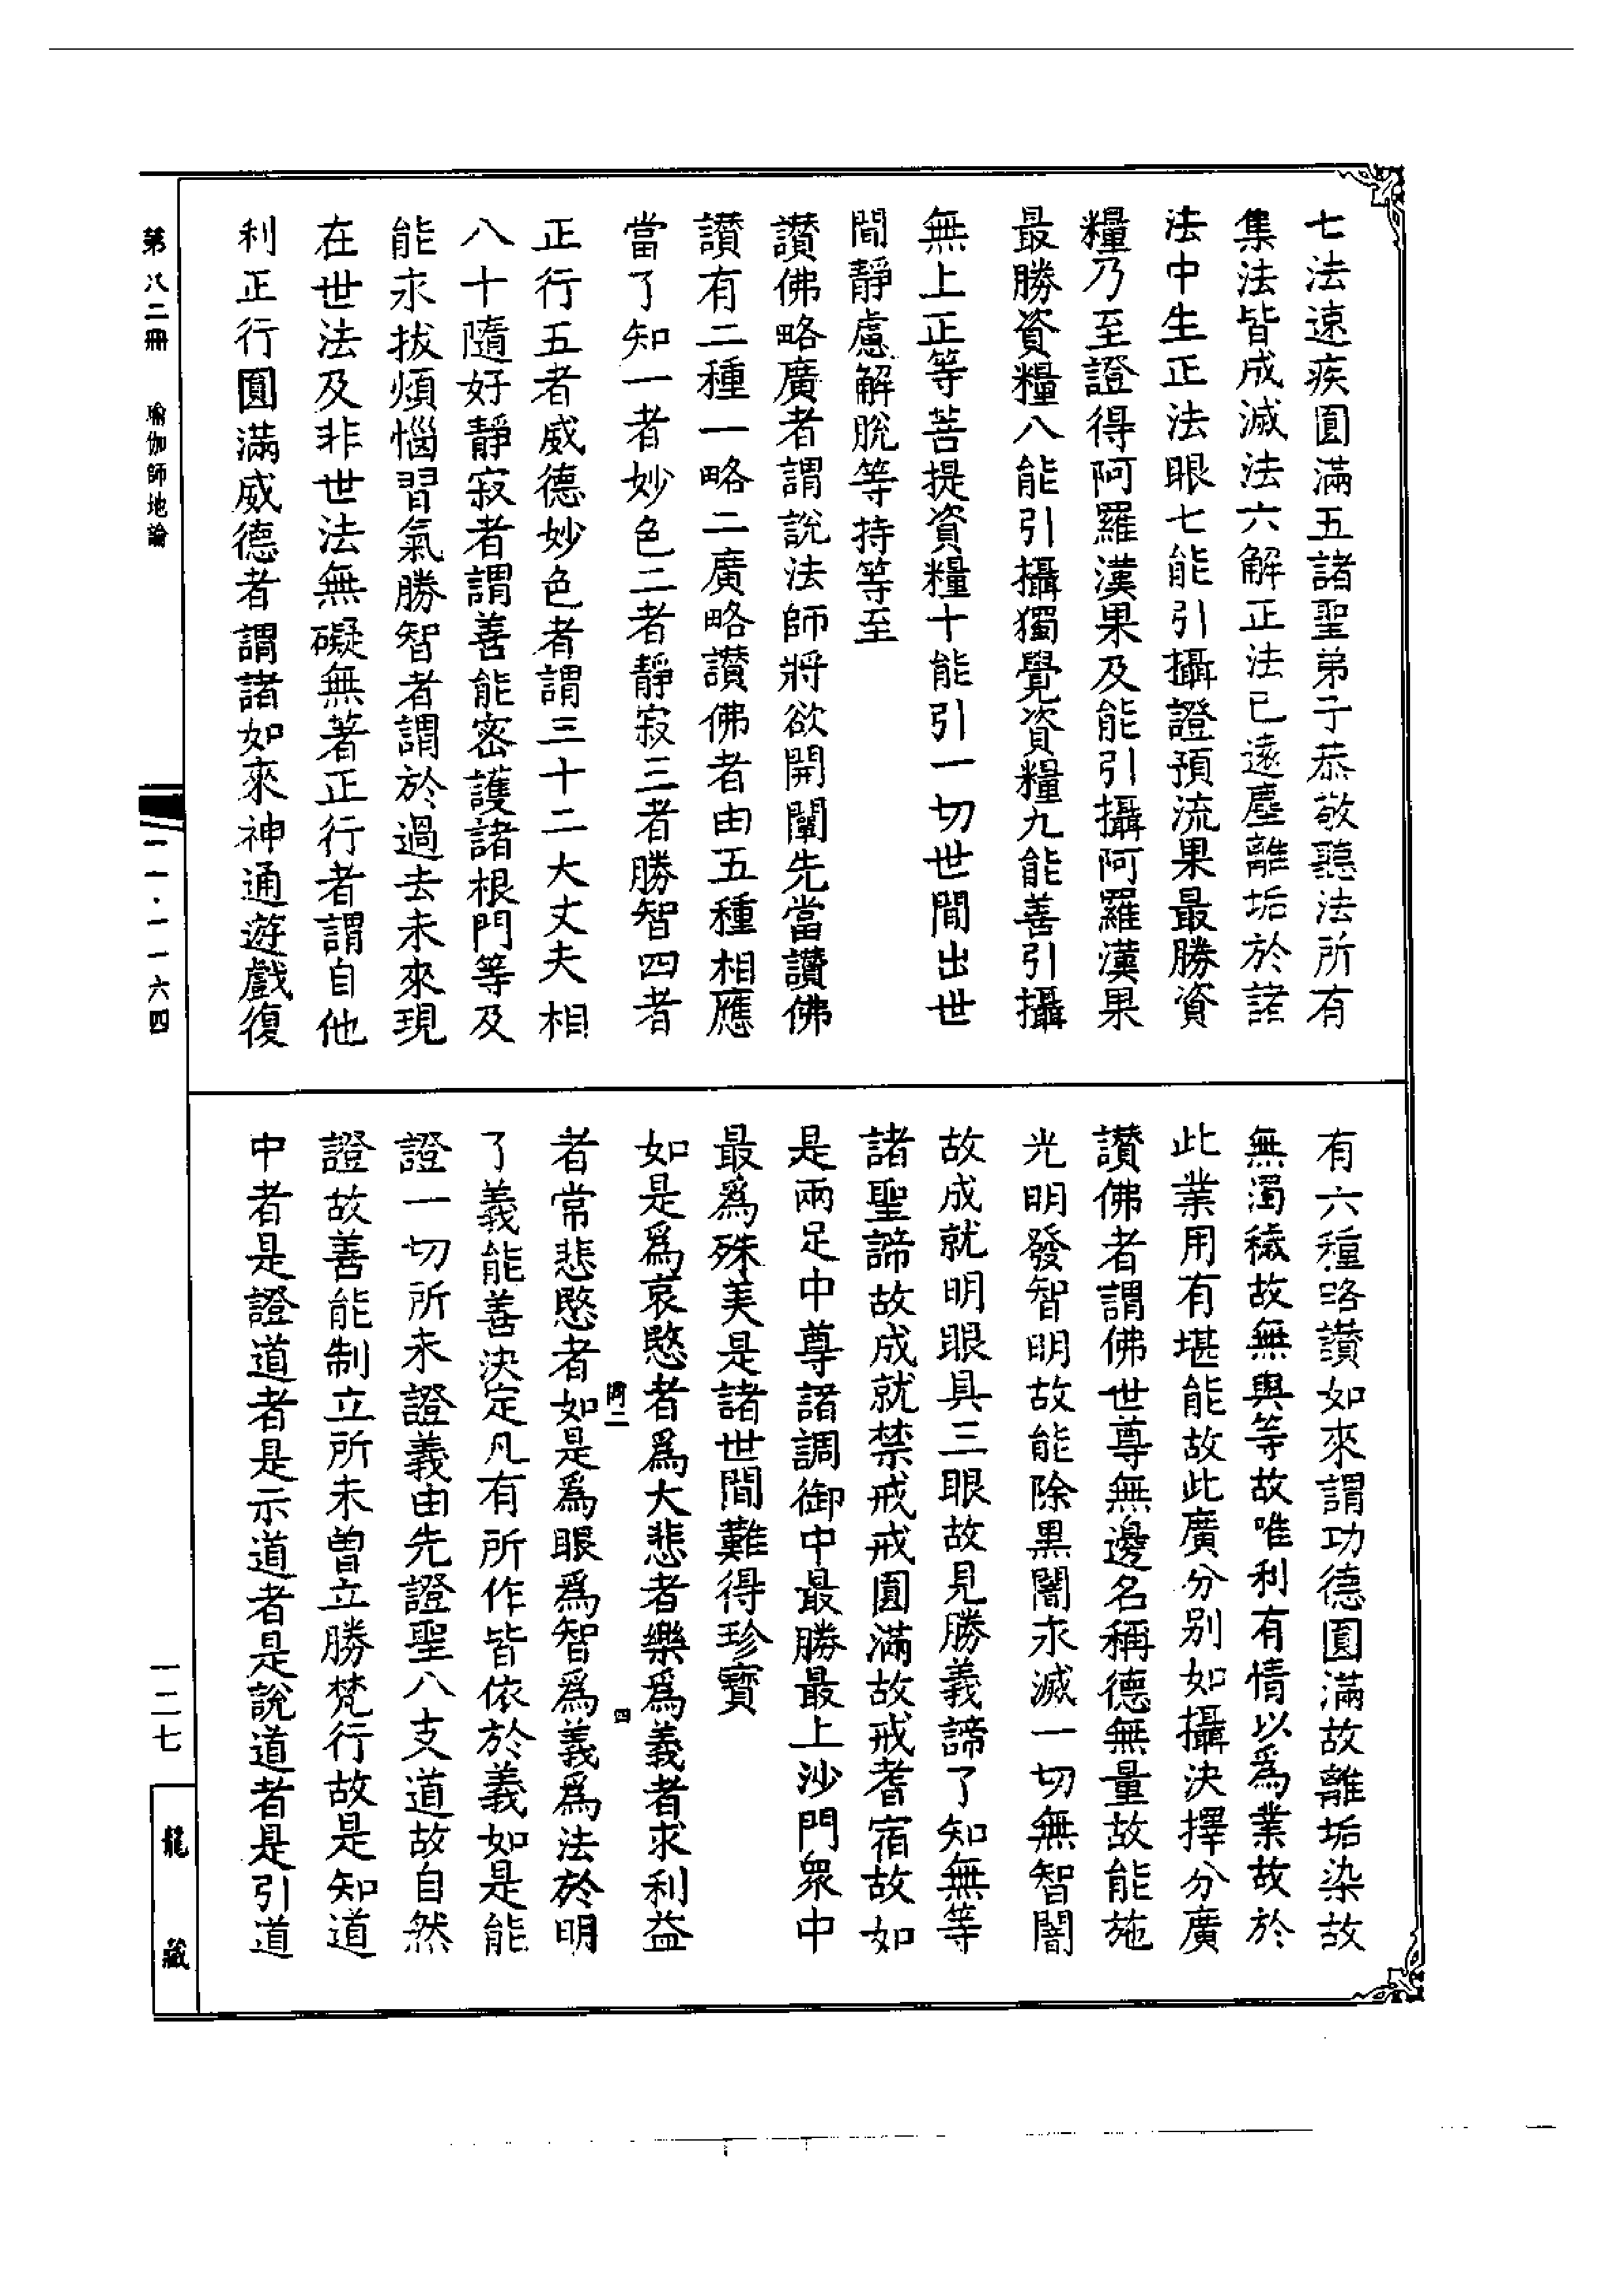 七法速疾圓滿五諸聖弟子恭敬聽法所有
集法皆成滅法六解正法已遠塵離垢於諸
法中生正法眼七能引攝證預流果最勝資
糧乃至證得阿羅漢果及能引攝阿羅漢果
最勝資糧八能引攝獨覺資糧九能善引攝
無上正等菩提資糧十能引一切世間出世
間靜慮解脫等持等至
讃佛略廣者謂說法師將欲開闡先當讃佛
讃有二種一略二廣略讃佛者由五種相應
當了知一者妙色二者靜寂三者勝智四者
正行五者威德妙色者謂三十二大丈夫相
八十隨好靜寂者謂善能密護諸根門等及
能永拔煩惱習氣勝智者謂於過去未來現
在世法及非世法無礙無著正行者謂自他
利正行圓滿威德者謂諸如來神通遊戲復
有六種略讃如來謂功德圓滿故離垢染故
無濁穢故無與等故唯利有情以爲業故於
此業用有堪能故此廣分別如攝決擇分廣
讃佛者謂佛世尊無邊名稱德無量故能施
光明發智明故能除黑闇永滅一切無智闇
故成就明眼具三眼故見勝義諦了知無等
諸聖諦故成就禁戒戒圓滿故戒耆宿故如
是兩足中尊諸調御中最勝最上沙門衆中
最爲殊美是諸世間難得珍寳
如是爲哀愍者爲大悲者樂爲義者求利益
者常悲愍者如是爲眼爲智爲義爲法於明
了義能善決定凡有所作皆依於義如是能
證一切所未證義由先證聖八支道故自然
證故善能制立所未曽立勝梵行故是知道
中者是證道者是示道者是說道者是引道
四
第八二冊　瑜伽師地論
一一·一一六四
一二七
龍藏